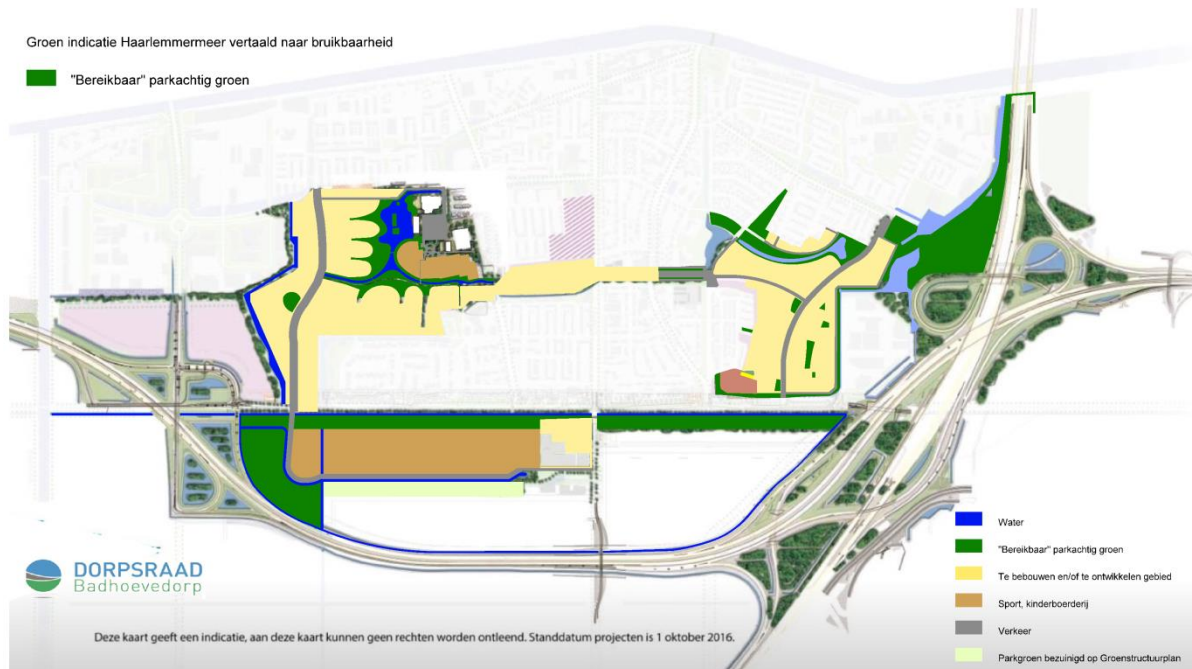 Groen indicatie Haarlemmermeer vertaald naar bruikbaarheid
"Bereikbaar" parkachtig groen
Water
"Bereikbaar" parkachtig groen
Te bebouwen en/of te ontwikkelen gebied
Sport, kinderboerderij
Verkeer
Parkgroen bezuinigd op Groenstructuurplan
DORPSRAAD
Badhoevedorp
Deze kaart geeft een indicatie, aan deze kaart kunnen geen rechten worden ontleend. Standdatum projecten is 1 oktober 2016.